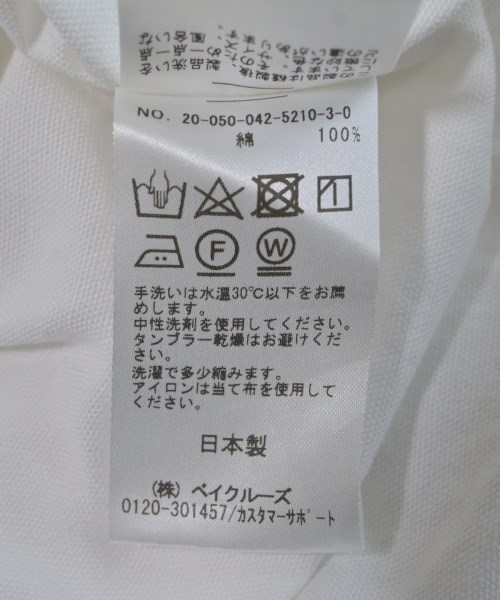 NO. 20-050-042-5210-3-0
綿 100%
F W
手洗いは水温30℃以下をお薦
めします。
中性洗剤を使用してください。
タンブラー乾燥はお避けくだ
さい。
洗濯で多少縮みます。
アイロンは当て布を使用して
ください。
日本製
(株) ベイクルーズ
0120-301457/カスタマーサポート